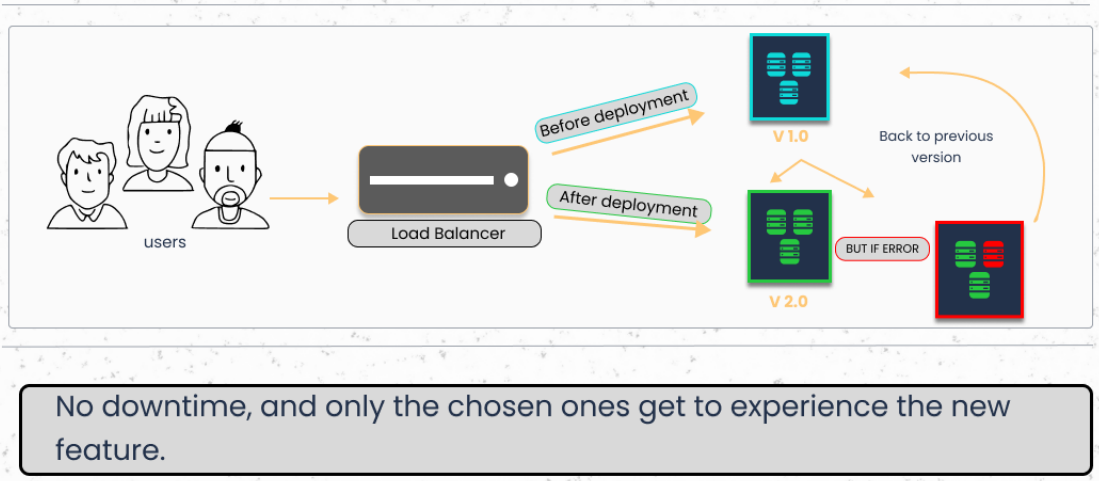 Before deployment
V 1.0
Back to previous
version
After deployment
users
Load Balancer
BUT IF ERROR
V 2.0
No downtime, and only the chosen ones get to experience the new
feature.